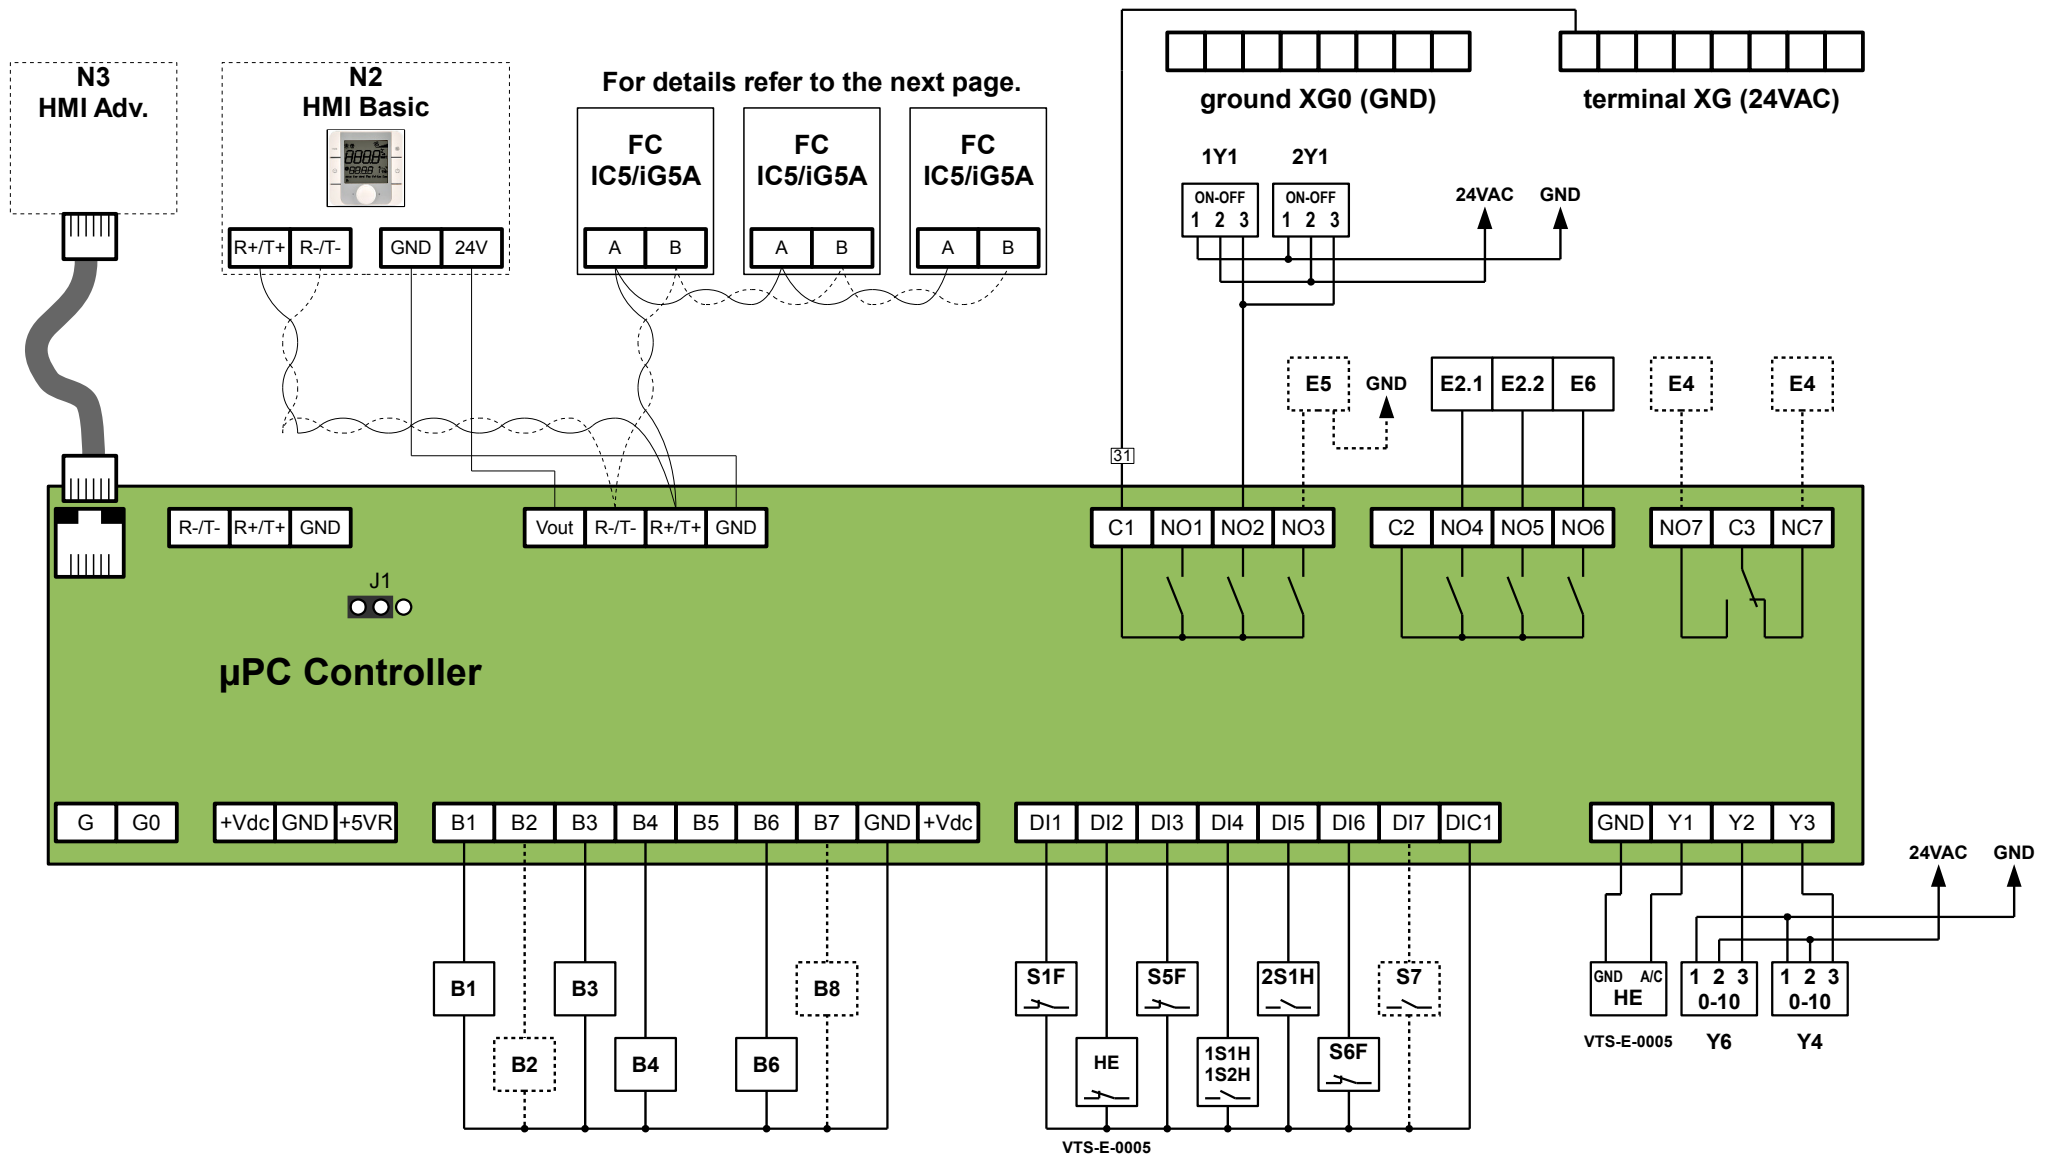 N3
HMI Adv.
N2
HMI Basic
For details refer to the next page.
FC
IC5/iG5A
FC
IC5/iG5A
FC
IC5/iG5A
ground XG0 (GND)
terminal XG (24VAC)
1Y1
2Y1
ON-OFF
1 2 3
ON-OFF
1 2 3
24VAC
GND
R+/T+ R-/T-
GND 24V
A B
A B
A B
E5
GND
E2.1 E2.2 E6
E4
E4
31
R-/T- R+/T+ GND
Vout R-/T- R+/T+ GND
C1 NO1 NO2 NO3
C2 NO4 NO5 NO6
NO7 C3 NC7
J1
µPC Controller
G G0
+Vdc GND +5VR
B1 B2 B3 B4 B5 B6 B7 GND +Vdc
DI1 DI2 DI3 DI4 DI5 DI6 DI7 DIC1
GND Y1 Y2 Y3
24VAC
GND
B1
B3
B8
B2
B4
B6
S1F
S5F
2S1H
S7
HE
1S1H
1S2H
S6F
VTS-E-0005
GND A/C
HE
1 2 3
0-10
1 2 3
0-10
VTS-E-0005
Y6
Y4